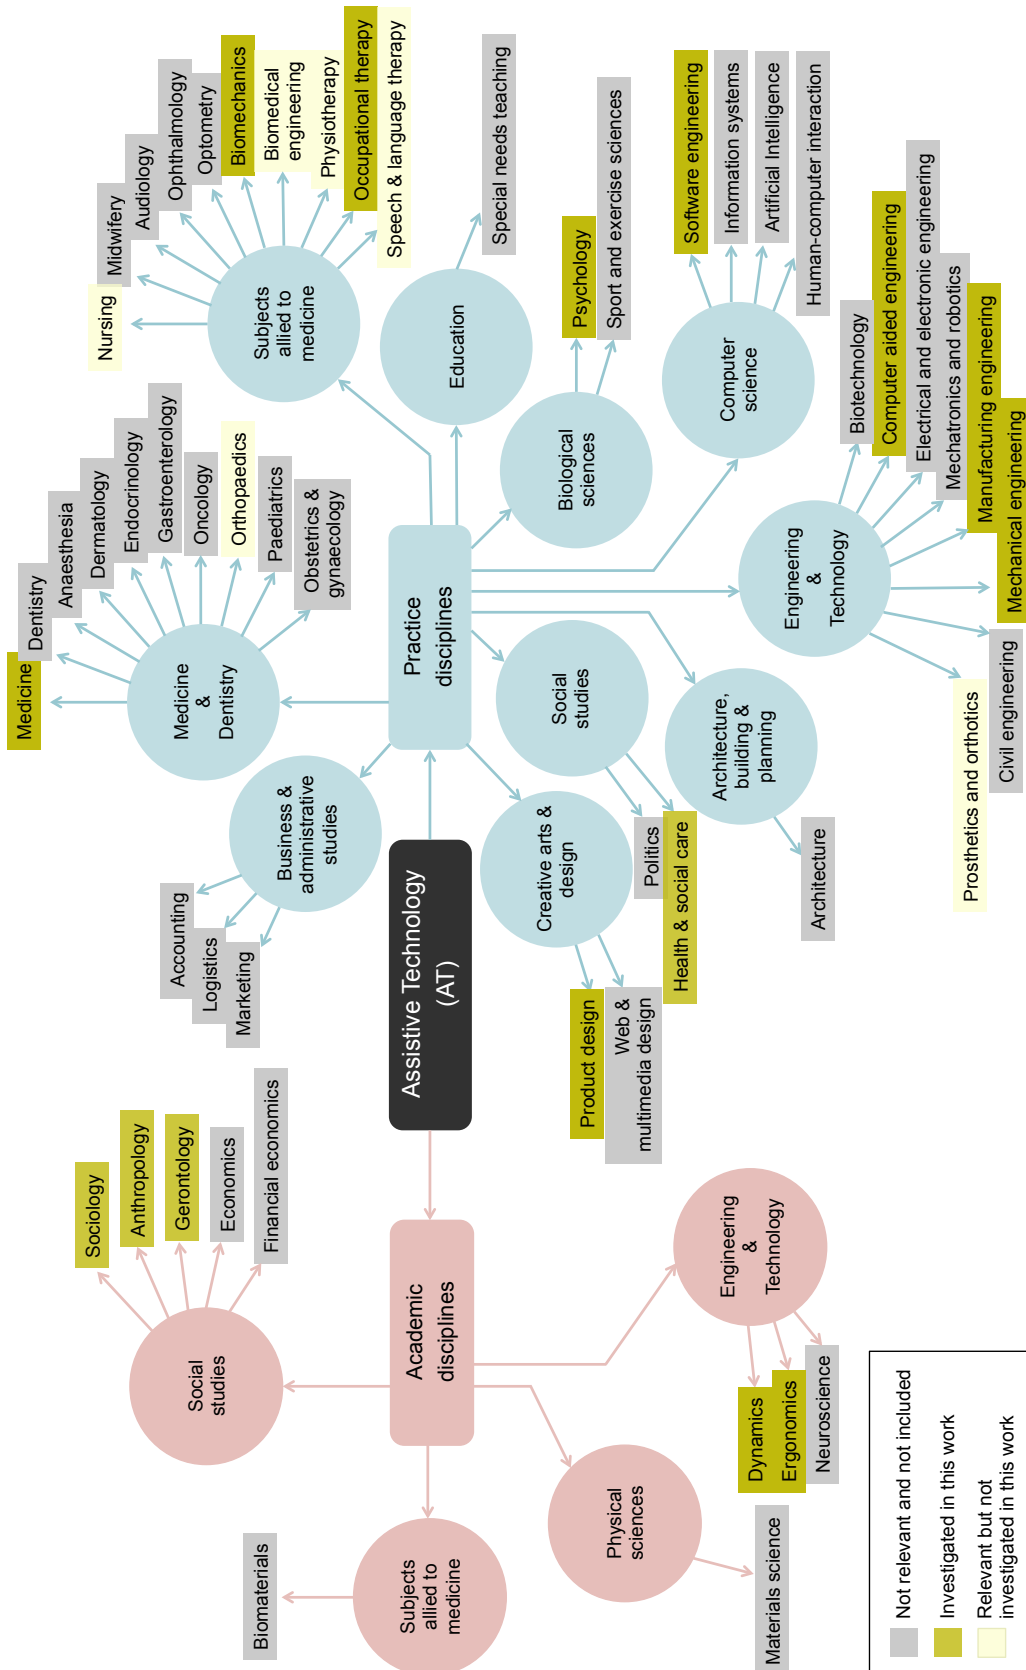 Assistive Technology
(AT)
Academic
disciplines
Subjects
allied to
medicine
Biomaterials
Social
studies
Sociology
Anthropology
Gerontology
Economics
Financial economics
Physical
sciences
Materials science
Engineering
&
Technology
Dynamics
Ergonomics
Neuroscience
Practice
disciplines
Business &
administrative
studies
Accounting
Logistics
Marketing
Medicine
&
Dentistry
Medicine
Dentistry
Anaesthesia
Dermatology
Endocrinology
Gastroenterology
Oncology
Orthopaedics
Paediatrics
Obstetrics &
gynaecology
Subjects
allied to
medicine
Nursing
Midwifery
Audiology
Ophthalmology
Optometry
Biomechanics
Biomedical
engineering
Physiotherapy
Occupational therapy
Speech & language therapy
Education
Special needs teaching
Biological
sciences
Psychology
Sport and exercise sciences
Computer
science
Software engineering
Information systems
Artificial Intelligence
Human-computer interaction
Engineering
&
Technology
Biotechnology
Computer aided engineering
Electrical and electronic engineering
Mechatronics and robotics
Manufacturing engineering
Mechanical engineering
Civil engineering
Prosthetics and orthotics
Architecture,
building &
planning
Architecture
Social
studies
Politics
Health & social care
Creative arts &
design
Product design
Web &
multimedia design
Not relevant and not included
Investigated in this work
Relevant but not
investigated in this work